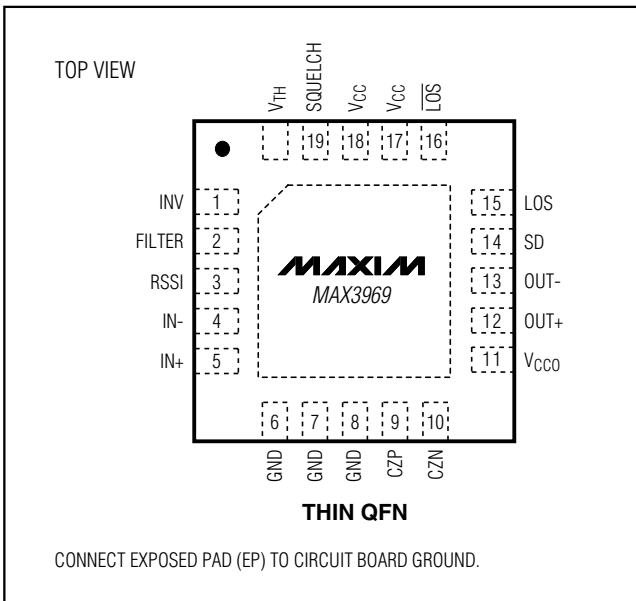 TOP VIEW
VTH
SQUELCH
VCC
VCC
L̅O̅S̅
19
18
17
16
INV 1
FILTER 2
RSSI 3
IN- 4
IN+ 5
MAXIM
MAX3969
15 LOS
14 SD
13 OUT-
12 OUT+
11 VCCO
6
7
8
9
10
GND
GND
GND
CZP
CZN
THIN QFN
CONNECT EXPOSED PAD (EP) TO CIRCUIT BOARD GROUND.